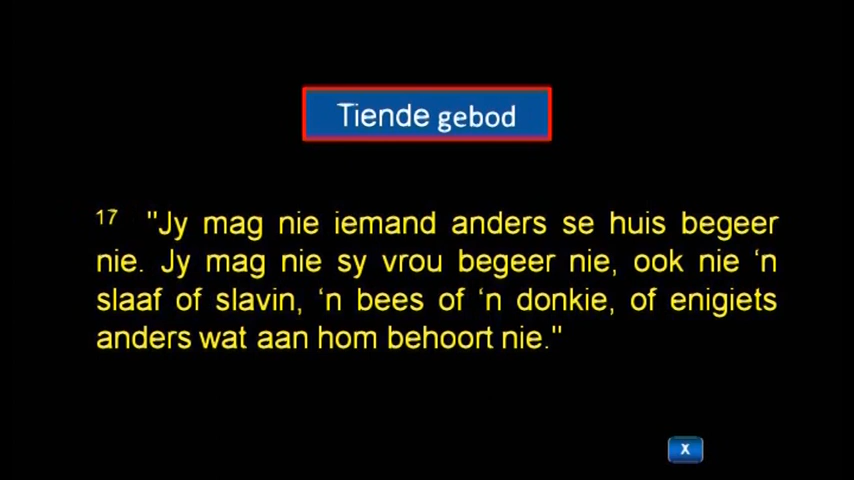 Tiende gebod
17 "Jy mag nie iemand anders se huis begeer
nie. Jy mag nie sy vrou begeer nie, ook nie ‘n
slaaf of slavin, ‘n bees of ‘n donkie, of enigiets
anders wat aan hom behoort nie."
X